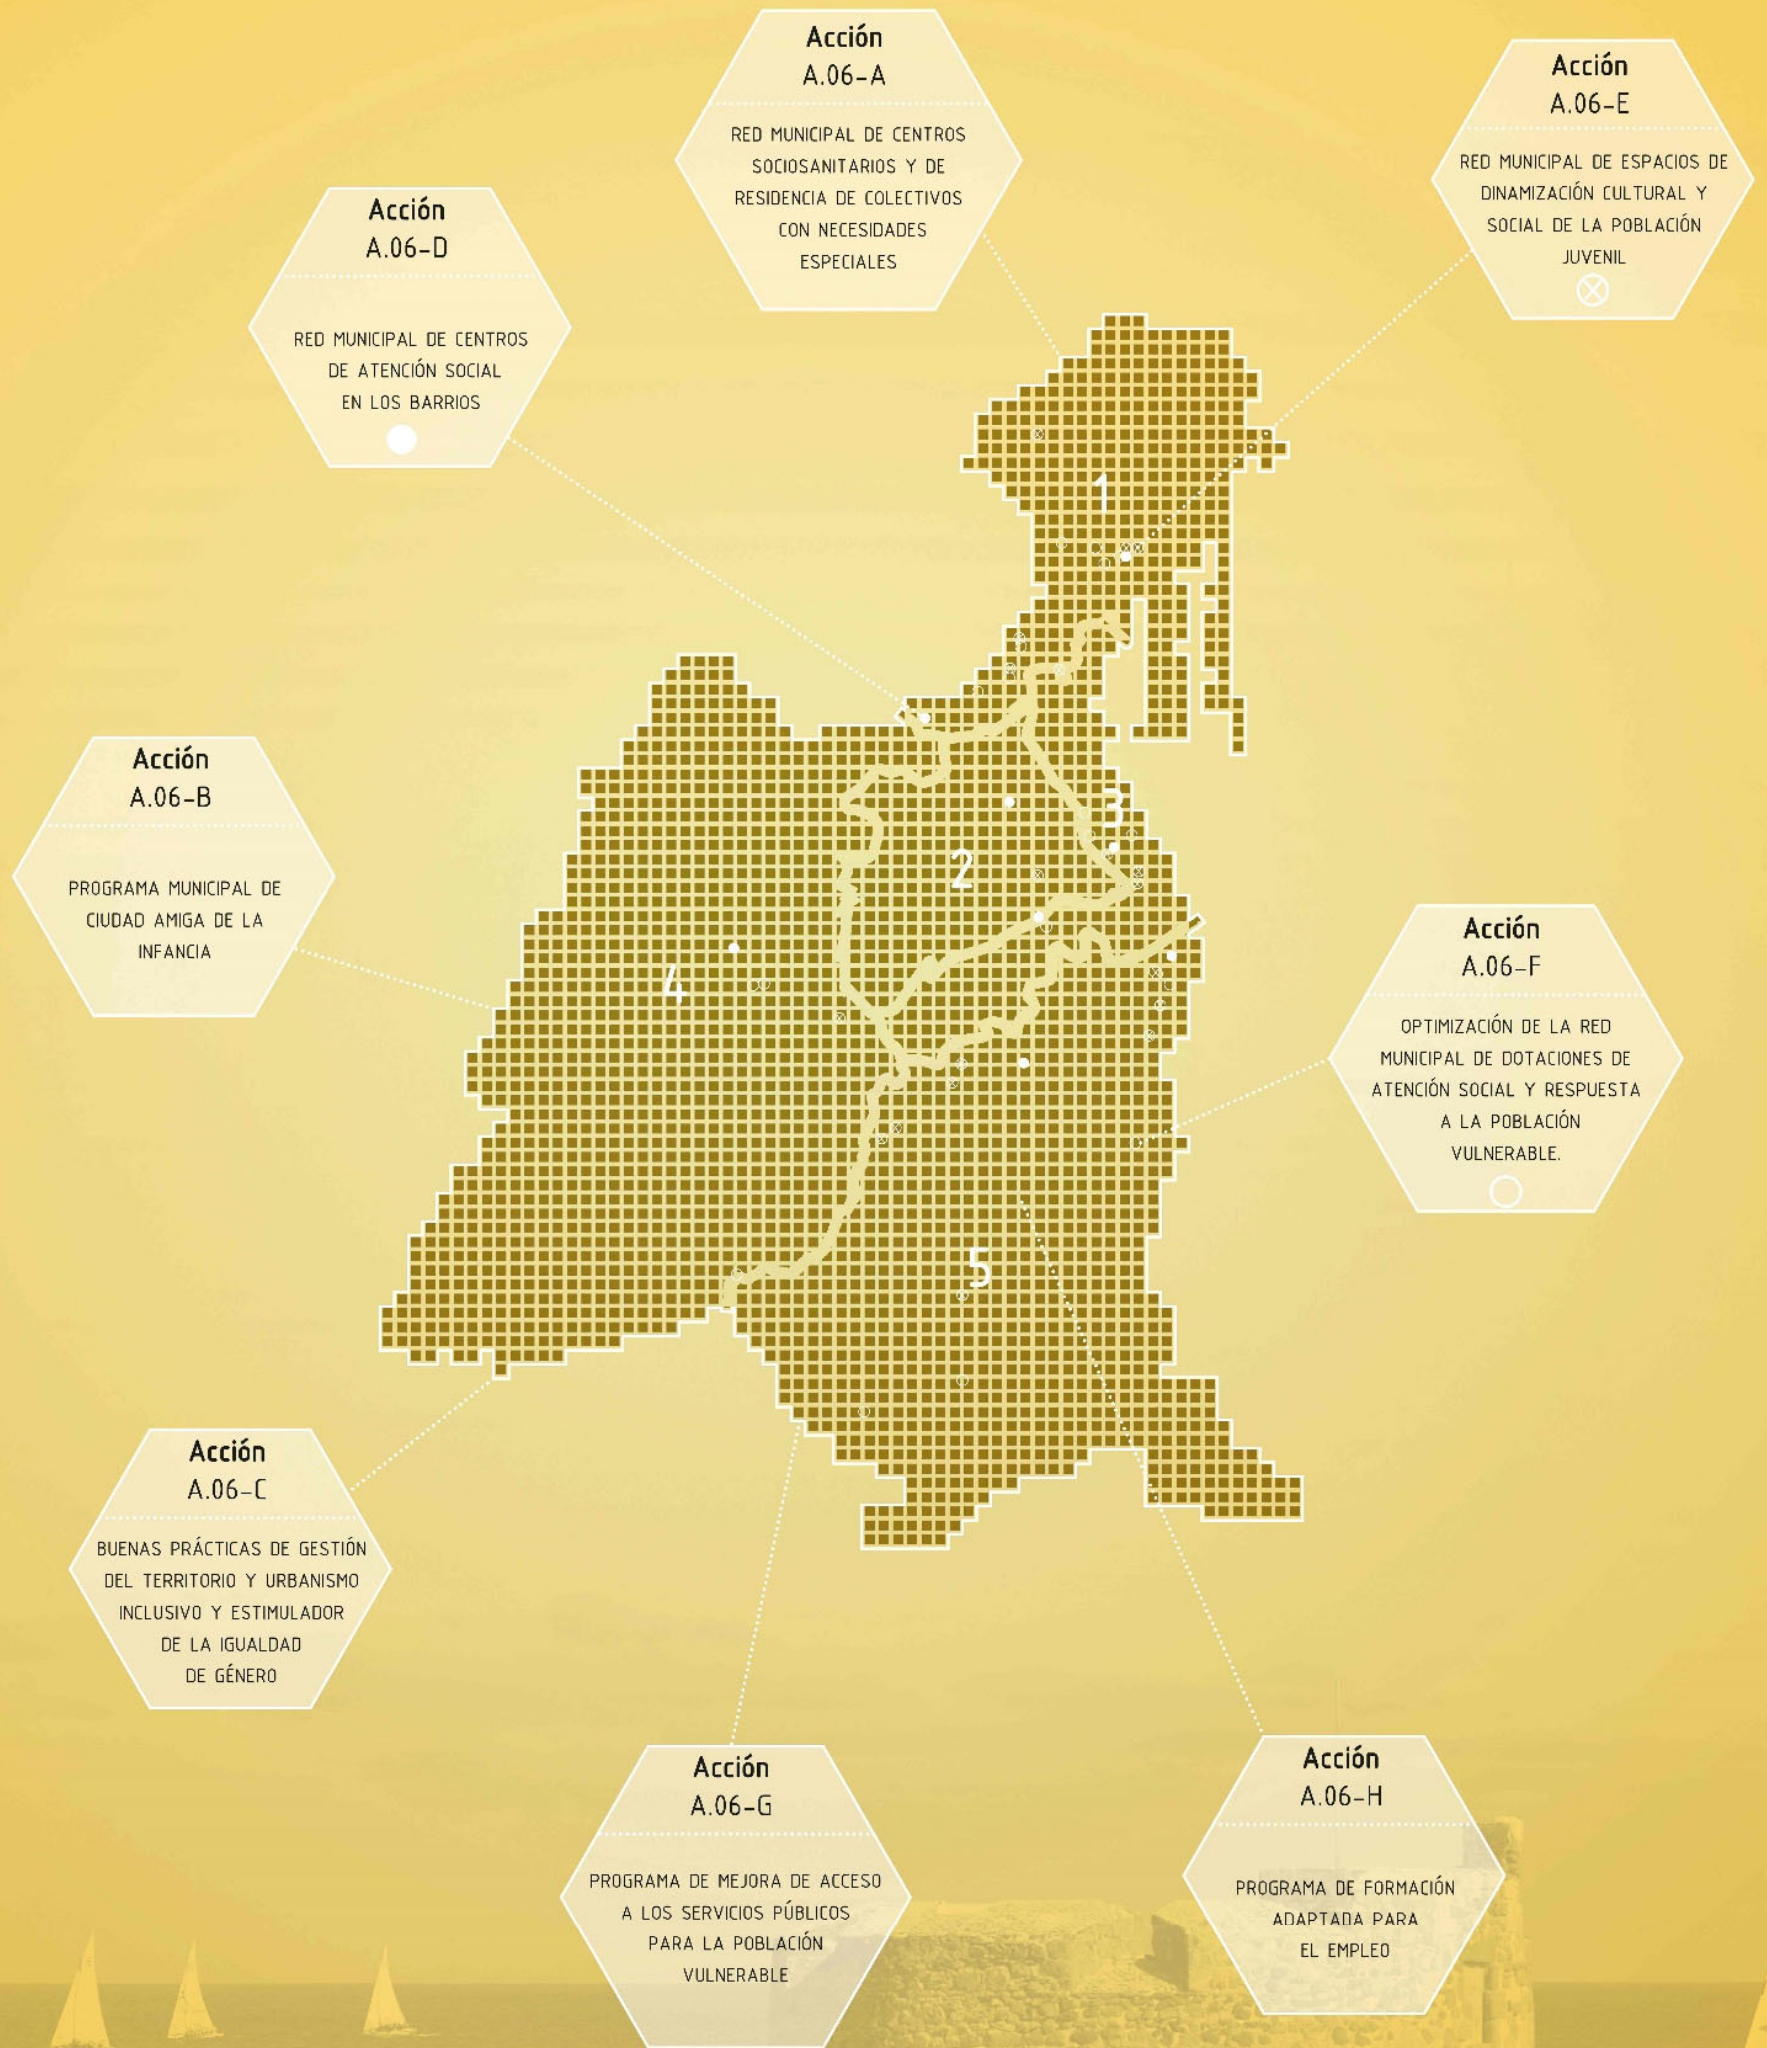 Acción
A.06-A
RED MUNICIPAL DE CENTROS
SOCIOSANITARIOS Y DE
RESIDENCIA DE COLECTIVOS
CON NECESIDADES
ESPECIALES
Acción
A.06-E
RED MUNICIPAL DE ESPACIOS DE
DINAMIZACIÓN CULTURAL Y
SOCIAL DE LA POBLACIÓN
JUVENIL
Acción
A.06-D
RED MUNICIPAL DE CENTROS
DE ATENCIÓN SOCIAL
EN LOS BARRIOS
1
Acción
A.06-B
PROGRAMA MUNICIPAL DE
CIUDAD AMIGA DE LA
INFANCIA
3
2
4
Acción
A.06-F
OPTIMIZACIÓN DE LA RED
MUNICIPAL DE DOTACIONES DE
ATENCIÓN SOCIAL Y RESPUESTA
A LA POBLACIÓN
VULNERABLE.
5
Acción
A.06-C
BUENAS PRÁCTICAS DE GESTIÓN
DEL TERRITORIO Y URBANISMO
INCLUSIVO Y ESTIMULADOR
DE LA IGUALDAD
DE GÉNERO
Acción
A.06-G
PROGRAMA DE MEJORA DE ACCESO
A LOS SERVICIOS PÚBLICOS
PARA LA POBLACIÓN
VULNERABLE
Acción
A.06-H
PROGRAMA DE FORMACIÓN
ADAPTADA PARA
EL EMPLEO